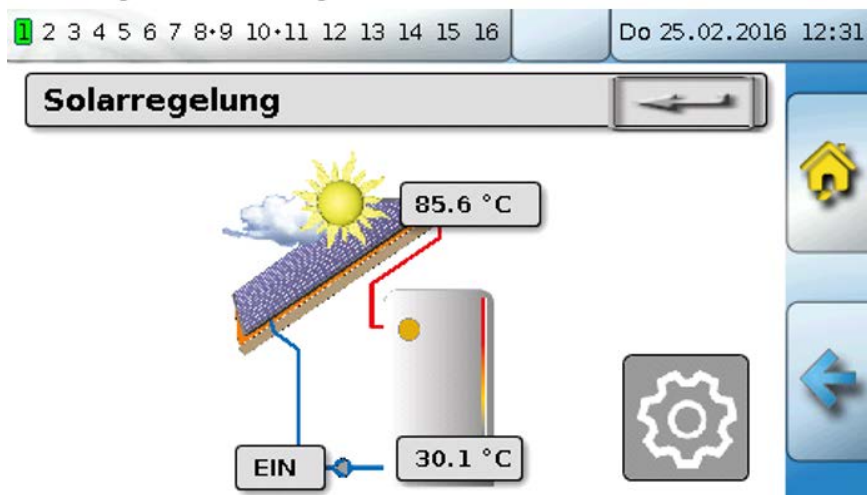 1 2 3 4 5 6 7 8•9 10•11 12 13 14 15 16 Do 25.02.2016 12:31
Solarregelung
85.6 °C
EIN
30.1 °C